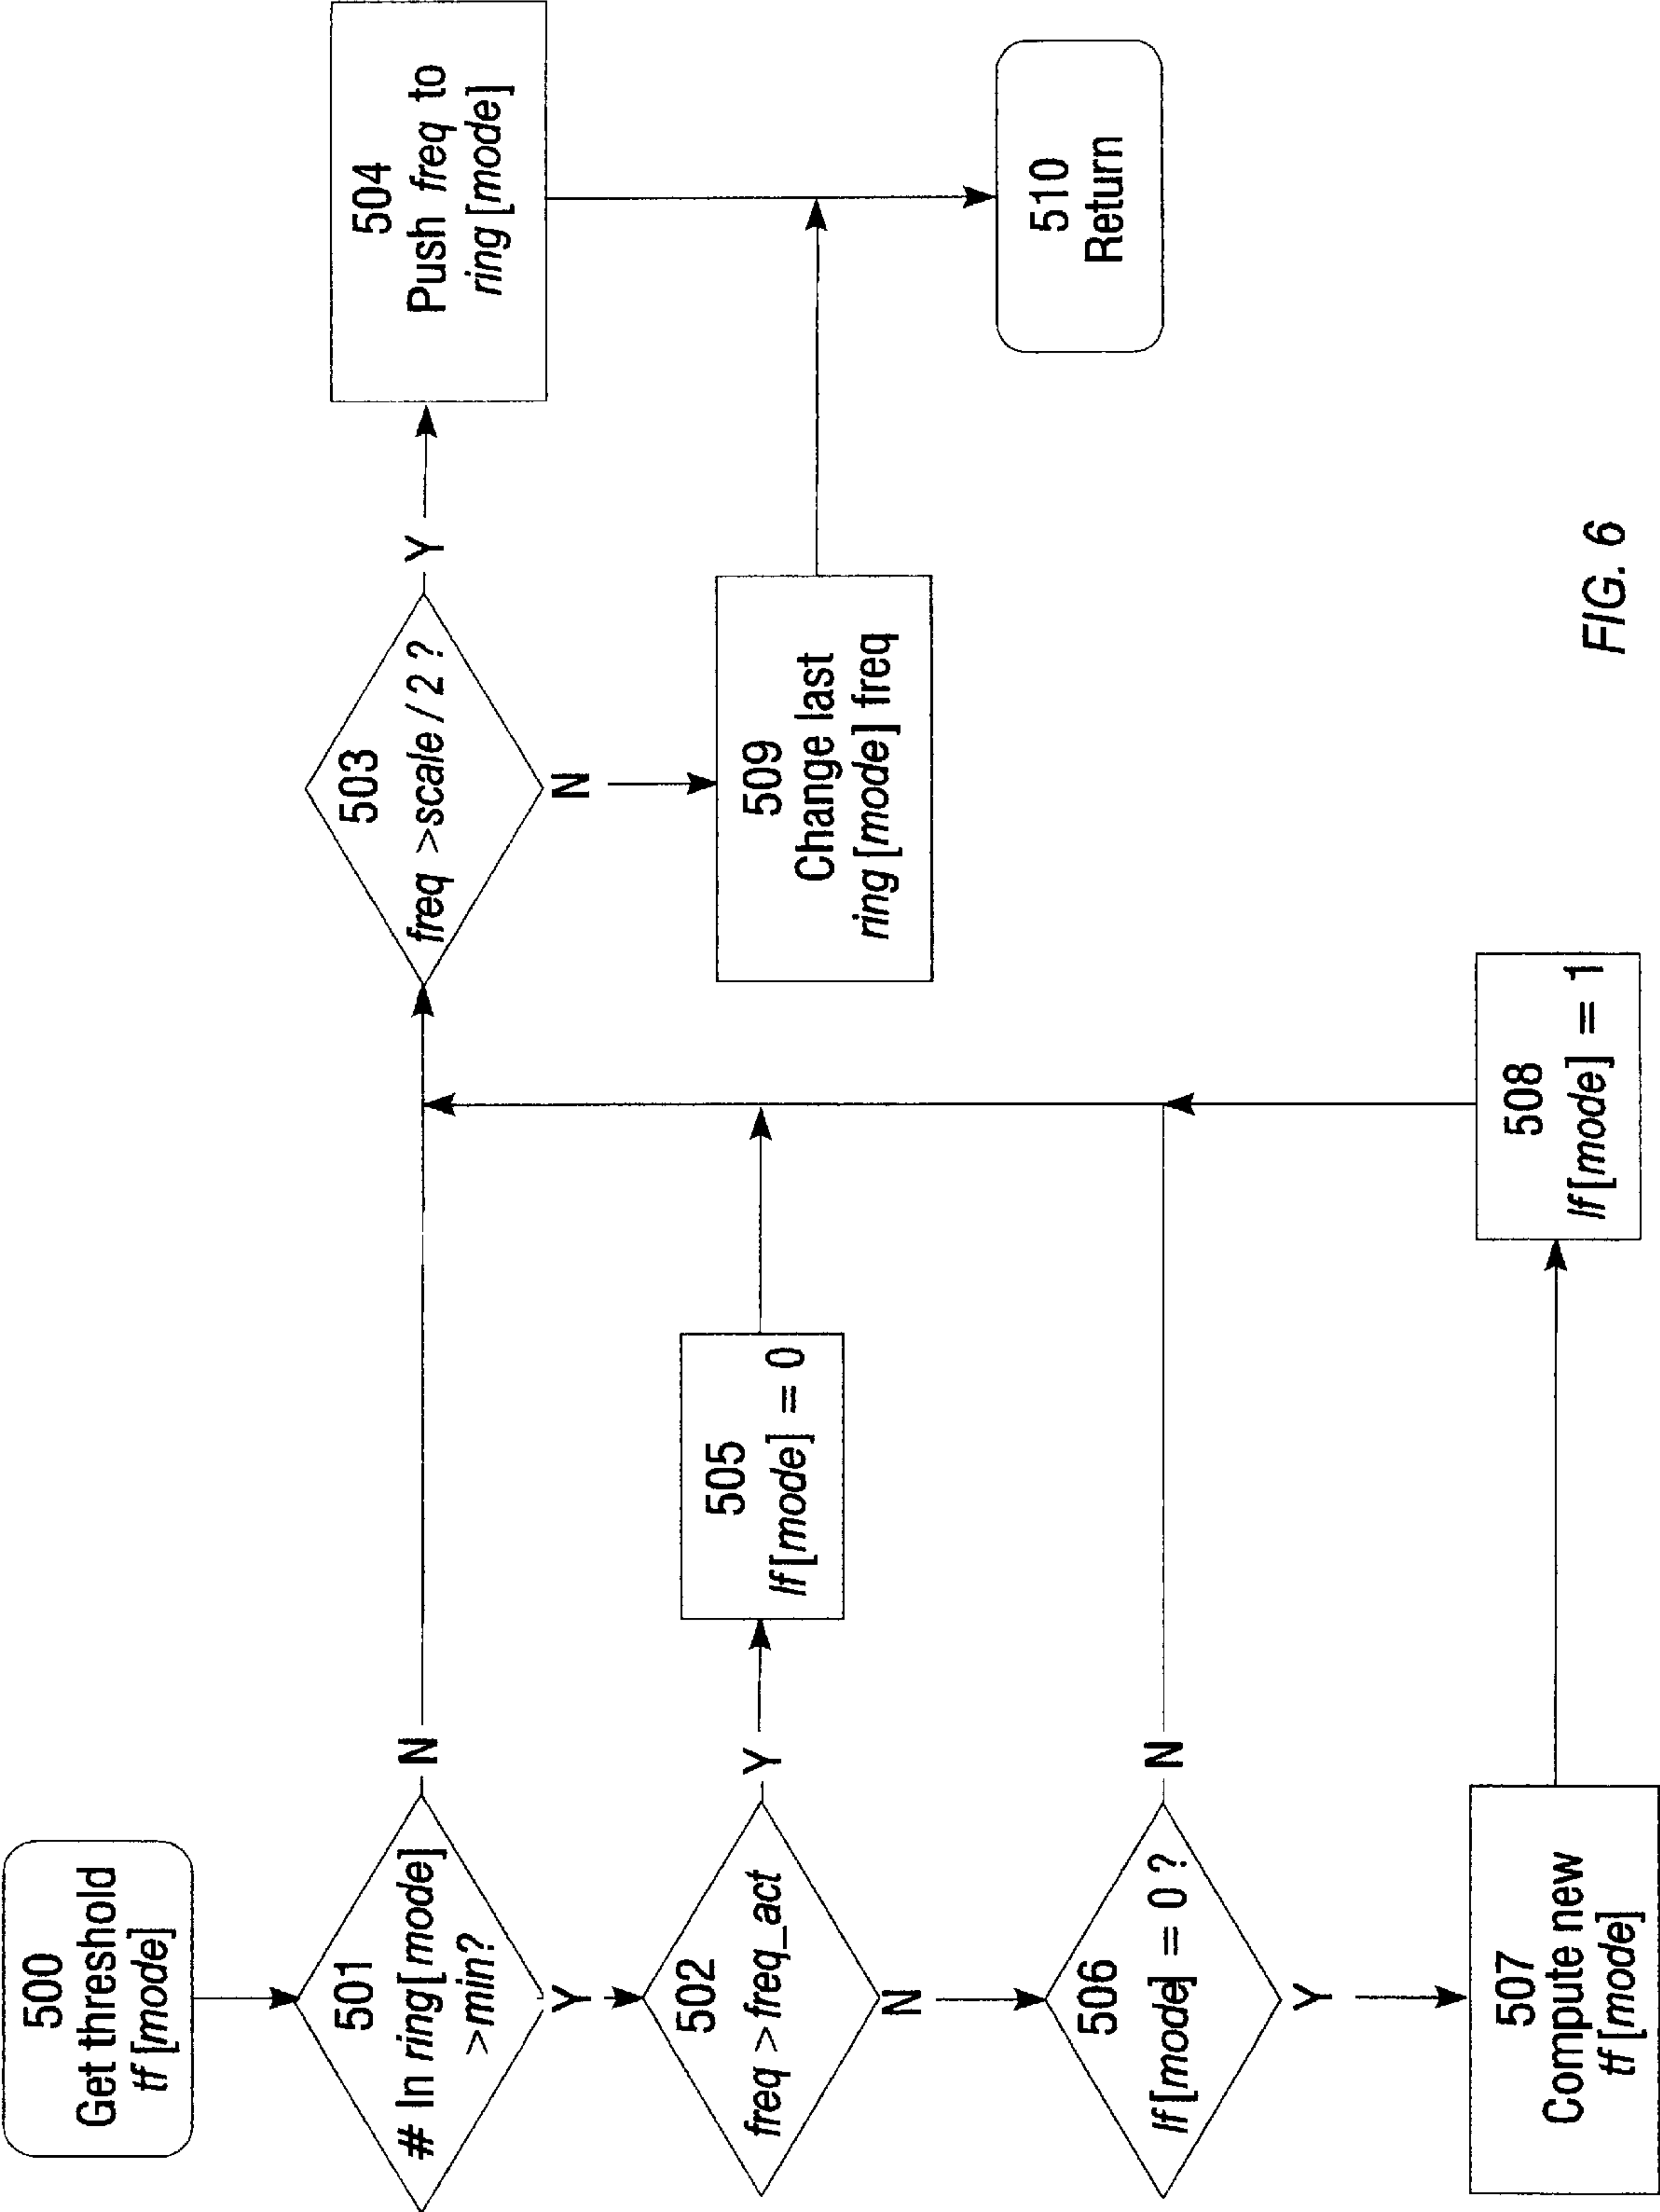 500
Get threshold
tf [mode]
501
# In ring[mode]
>min?
N
Y
502
freq >freq_act
Y
N
505
lf[mode] = 0
506
lf[mode] = 0 ?
N
Y
507
Compute new
tf [mode]
508
lf[mode] = 1
503
freq >scale / 2 ?
Y
N
504
Push freq to
ring [mode]
509
Change last
ring [mode] freq
510
Return
FIG. 6